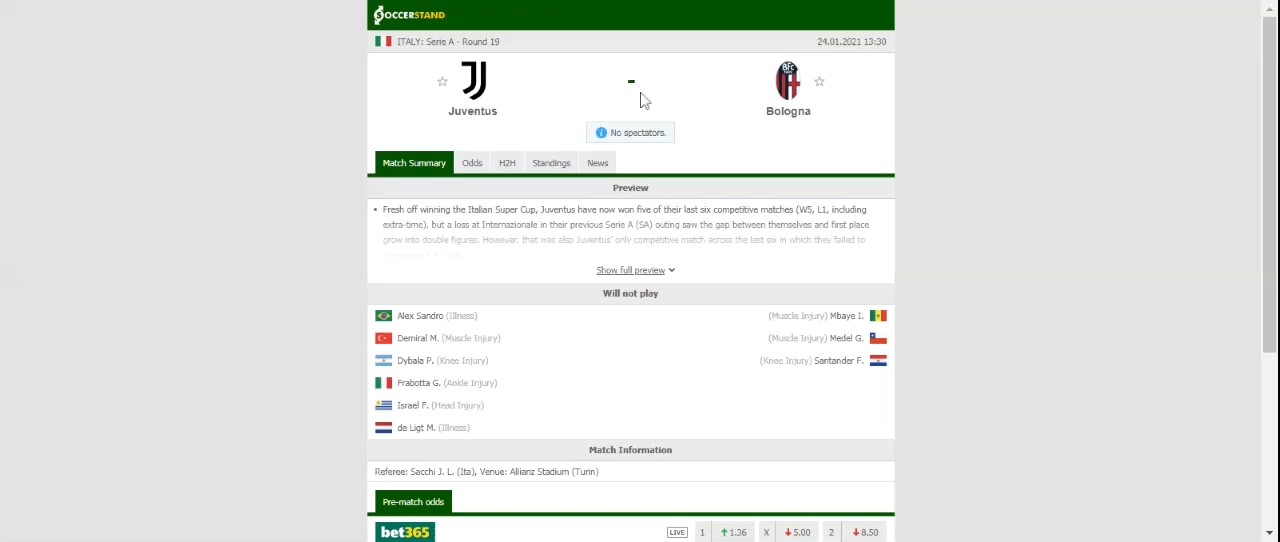 SOCCERSTAND
ITALY: Serie A - Round 19
24.01.2021 13:30
-
Juventus
BFC
Bologna
No spectators.
Match Summary Odds H2H Standings News
Preview
• Fresh off winning the Italian Super Cup, Juventus have now won five of their last six competitive matches (W5, L1, including
extra-time), but a loss at Internazionale in their previous Serie A (SA) outing saw the gap between themselves and first place
grow into double figures. However, that was also Juventus' only competitive match across the last six in which they failed to
Show full preview
Will not play
Alex Sandro (Illness) (Muscle Injury) Mbaye I.
Demiral M. (Muscle Injury) (Muscle Injury) Medel G.
Dybala P. (Knee Injury) (Knee Injury) Santander F.
Frabotta G. (Ankle Injury)
Israel F. (Head Injury)
de Ligt M. (Illness)
Match Information
Referee: Sacchi J. L. (Ita), Venue: Allianz Stadium (Turin)
Pre-match odds
bet365 LIVE 1 1.36 X 5.00 2 8.50